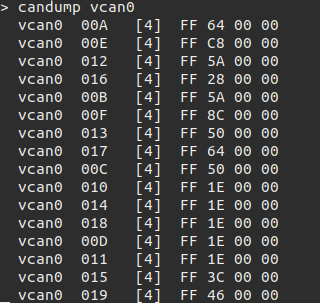 > candump vcan0
vcan0 00A [4] FF 64 00 00
vcan0 00E [4] FF C8 00 00
vcan0 012 [4] FF 5A 00 00
vcan0 016 [4] FF 28 00 00
vcan0 00B [4] FF 5A 00 00
vcan0 00F [4] FF 8C 00 00
vcan0 013 [4] FF 50 00 00
vcan0 017 [4] FF 64 00 00
vcan0 00C [4] FF 50 00 00
vcan0 010 [4] FF 1E 00 00
vcan0 014 [4] FF 1E 00 00
vcan0 018 [4] FF 1E 00 00
vcan0 00D [4] FF 1E 00 00
vcan0 011 [4] FF 1E 00 00
vcan0 015 [4] FF 3C 00 00
vcan0 019 [4] FF 46 00 00